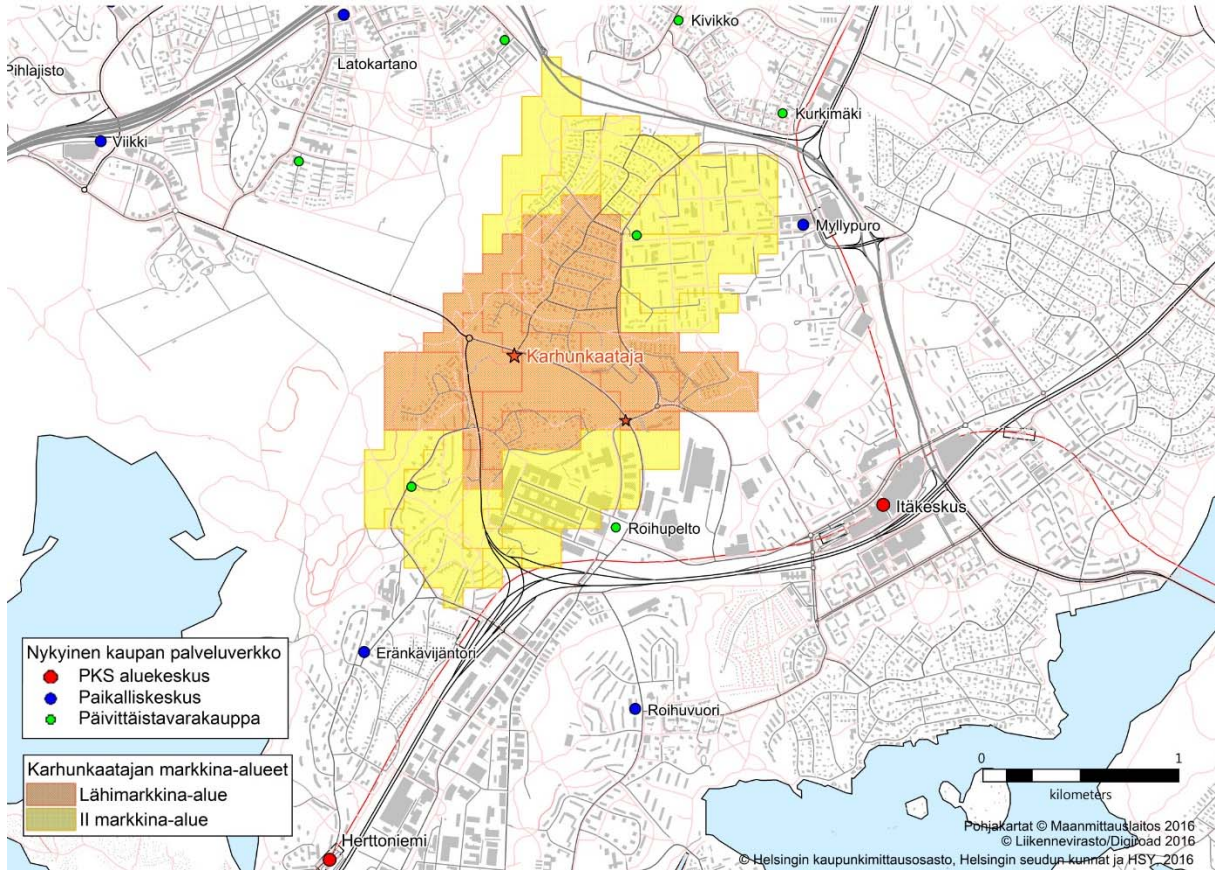 Kivikko
Latokartano
Pihlajisto
Kurkimäki
Viikki
Myllypuro
Karhunkaataja
Itäkeskus
Roihupelto
Nykyinen kaupan palveluverkko
PKS aluekeskus
Paikalliskeskus
Päivittäistavarakauppa
Eränkävijäntori
Roihuvuori
Karhunkaatajan markkina-alueet
Lähimarkkina-alue
II markkina-alue
Herttoniemi
0 1
kilometers
Pohjakartat © Maanmittauslaitos 2016
© Liikennevirasto/Digiroad 2016
© Helsingin kaupunkimittausosasto, Helsingin seudun kunnat ja HSY, 2016